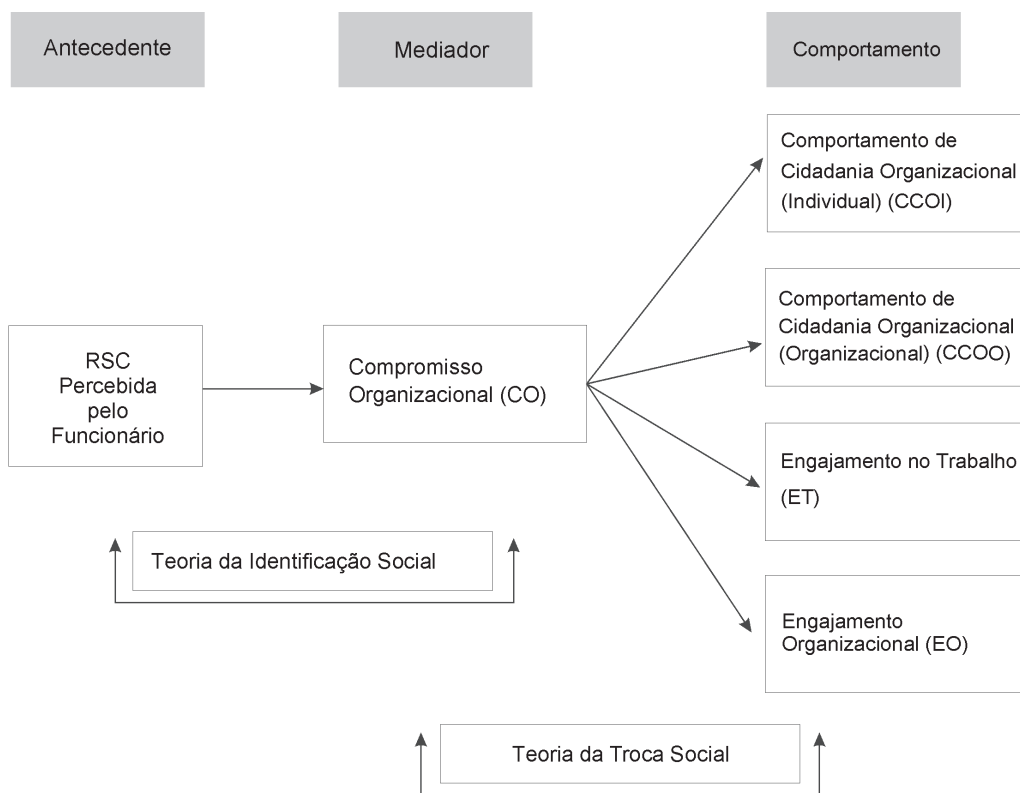 Antecedente
Mediador
Comportamento
Comportamento de
Cidadania Organizacional
(Individual) (CCOI)
Comportamento de
Cidadania Organizacional
(Organizacional) (CCOO)
RSC
Percebida
pelo
Funcionário
Compromisso
Organizacional (CO)
Engajamento no Trabalho
(ET)
Teoria da Identificação Social
Engajamento
Organizacional (EO)
Teoria da Troca Social